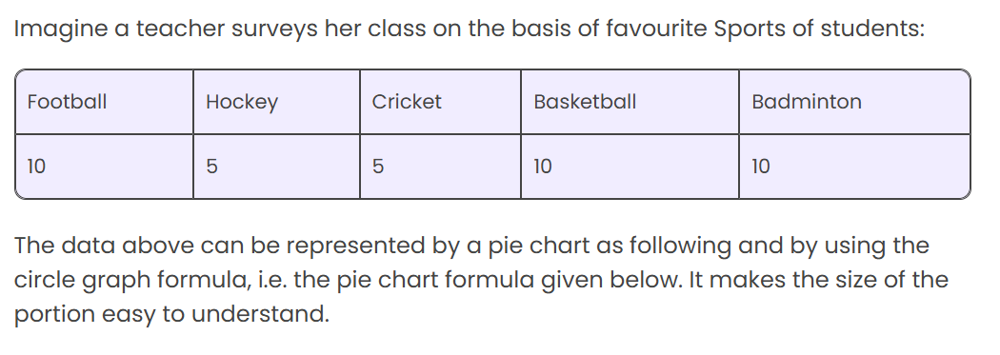 Imagine a teacher surveys her class on the basis of favourite Sports of students:
Football Hockey Cricket Basketball Badminton
10 5 5 10 10
The data above can be represented by a pie chart as following and by using the
circle graph formula, i.e. the pie chart formula given below. It makes the size of the
portion easy to understand.